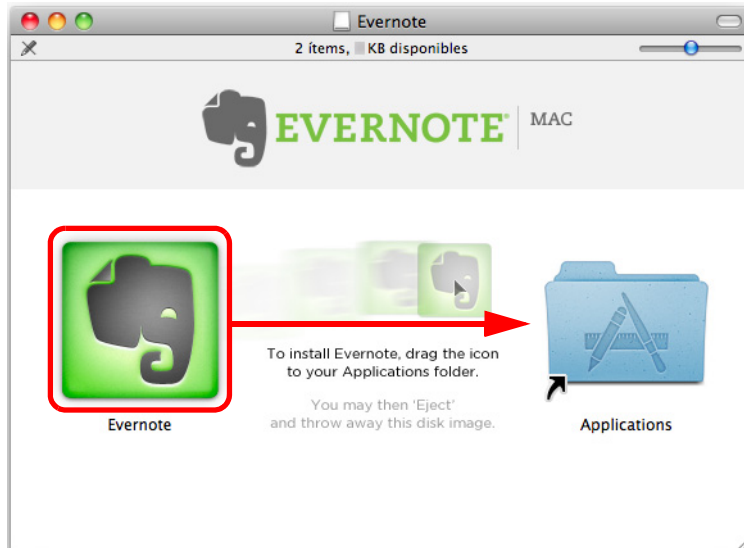 Evernote
2 ítems, KB disponibles
EVERNOTE® MAC
To install Evernote, drag the icon
to your Applications folder.
You may then 'Eject'
and throw away this disk image.
Evernote
Applications